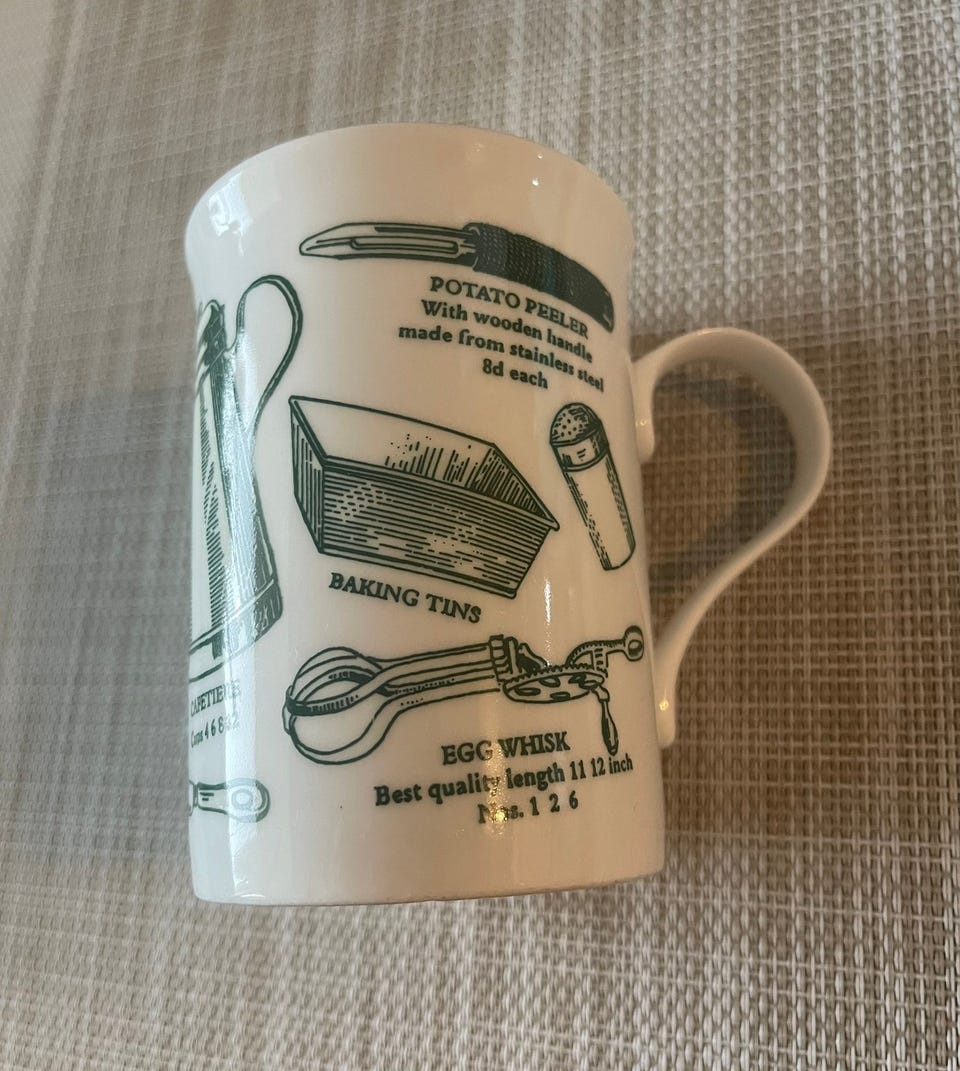 POTATO PEELER
With wooden handle
made from stainless steel
8d each
BAKING TINS
CAFETIERE
Cups 4 6 8 12
EGG WHISK
Best quality length 11 12 inch
Nos. 1 2 6